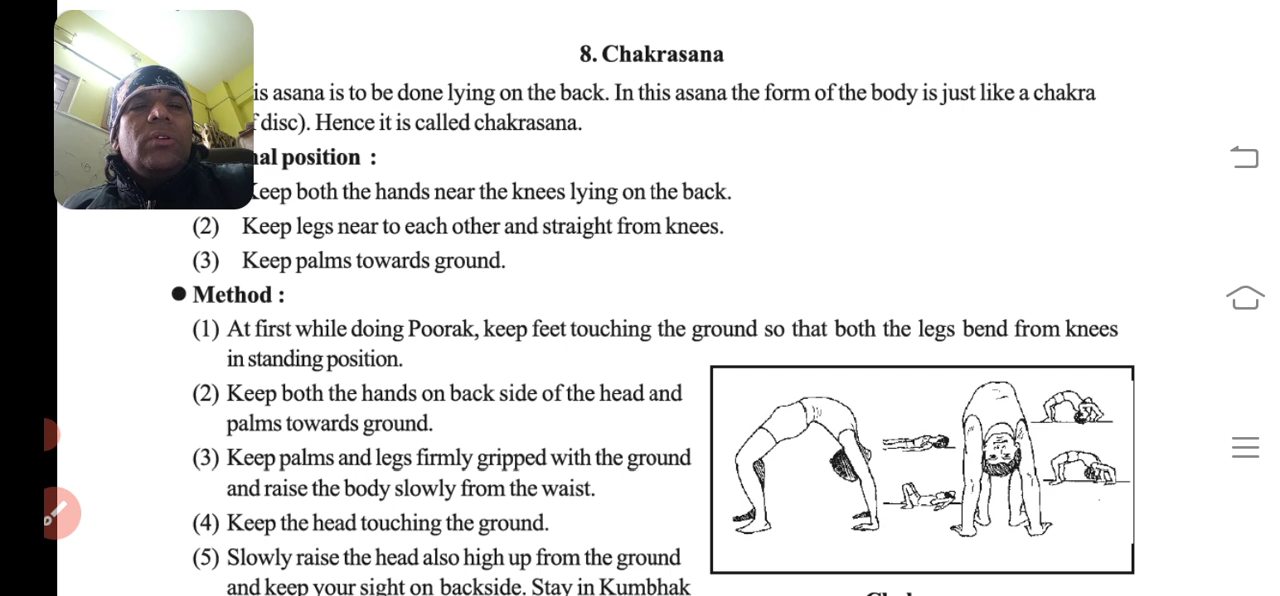 8. Chakrasana
is asana is to be done lying on the back. In this asana the form of the body is just like a chakra
disc). Hence it is called chakrasana.
position :
Keep both the hands near the knees lying on the back.
(2) Keep legs near to each other and straight from knees.
(3) Keep palms towards ground.
● Method :
(1) At first while doing Poorak, keep feet touching the ground so that both the legs bend from knees
in standing position.
(2) Keep both the hands on back side of the head and
palms towards ground.
(3) Keep palms and legs firmly gripped with the ground
and raise the body slowly from the waist.
(4) Keep the head touching the ground.
(5) Slowly raise the head also high up from the ground
and keep your sight on backside. Stay in Kumbhak